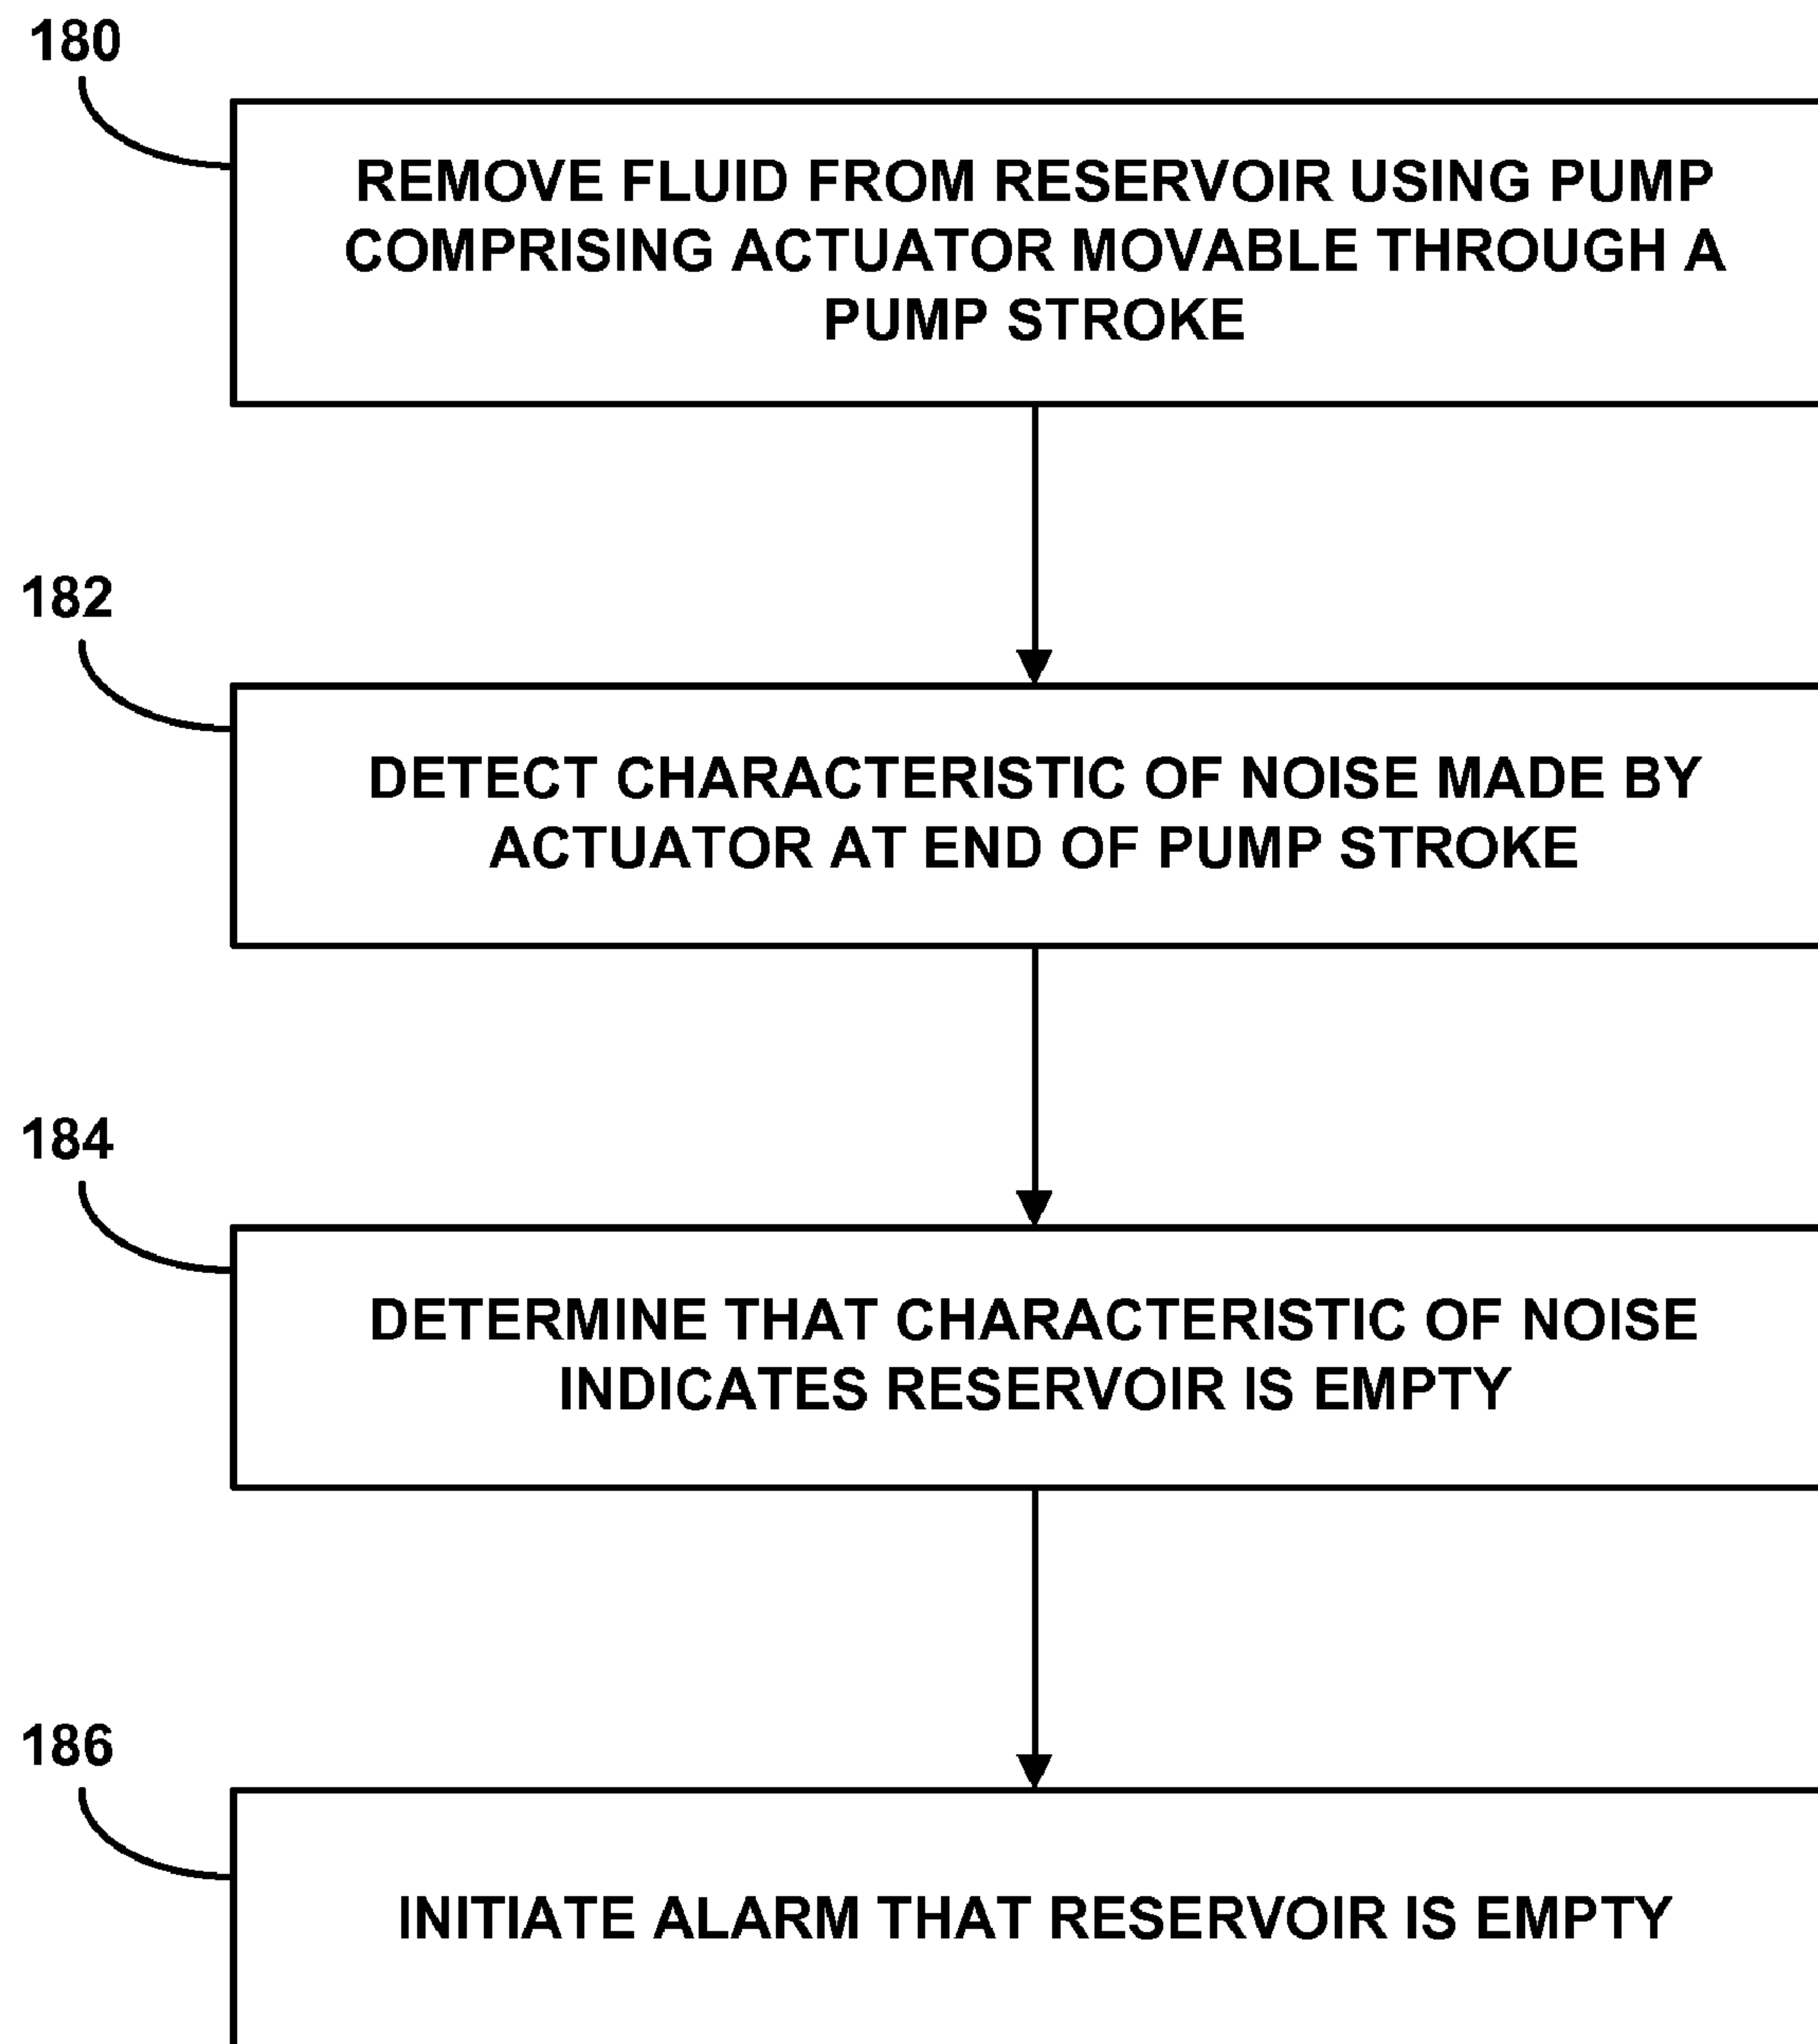 180
REMOVE FLUID FROM RESERVOIR USING PUMP
COMPRISING ACTUATOR MOVABLE THROUGH A
PUMP STROKE
182
DETECT CHARACTERISTIC OF NOISE MADE BY
ACTUATOR AT END OF PUMP STROKE
184
DETERMINE THAT CHARACTERISTIC OF NOISE
INDICATES RESERVOIR IS EMPTY
186
INITIATE ALARM THAT RESERVOIR IS EMPTY